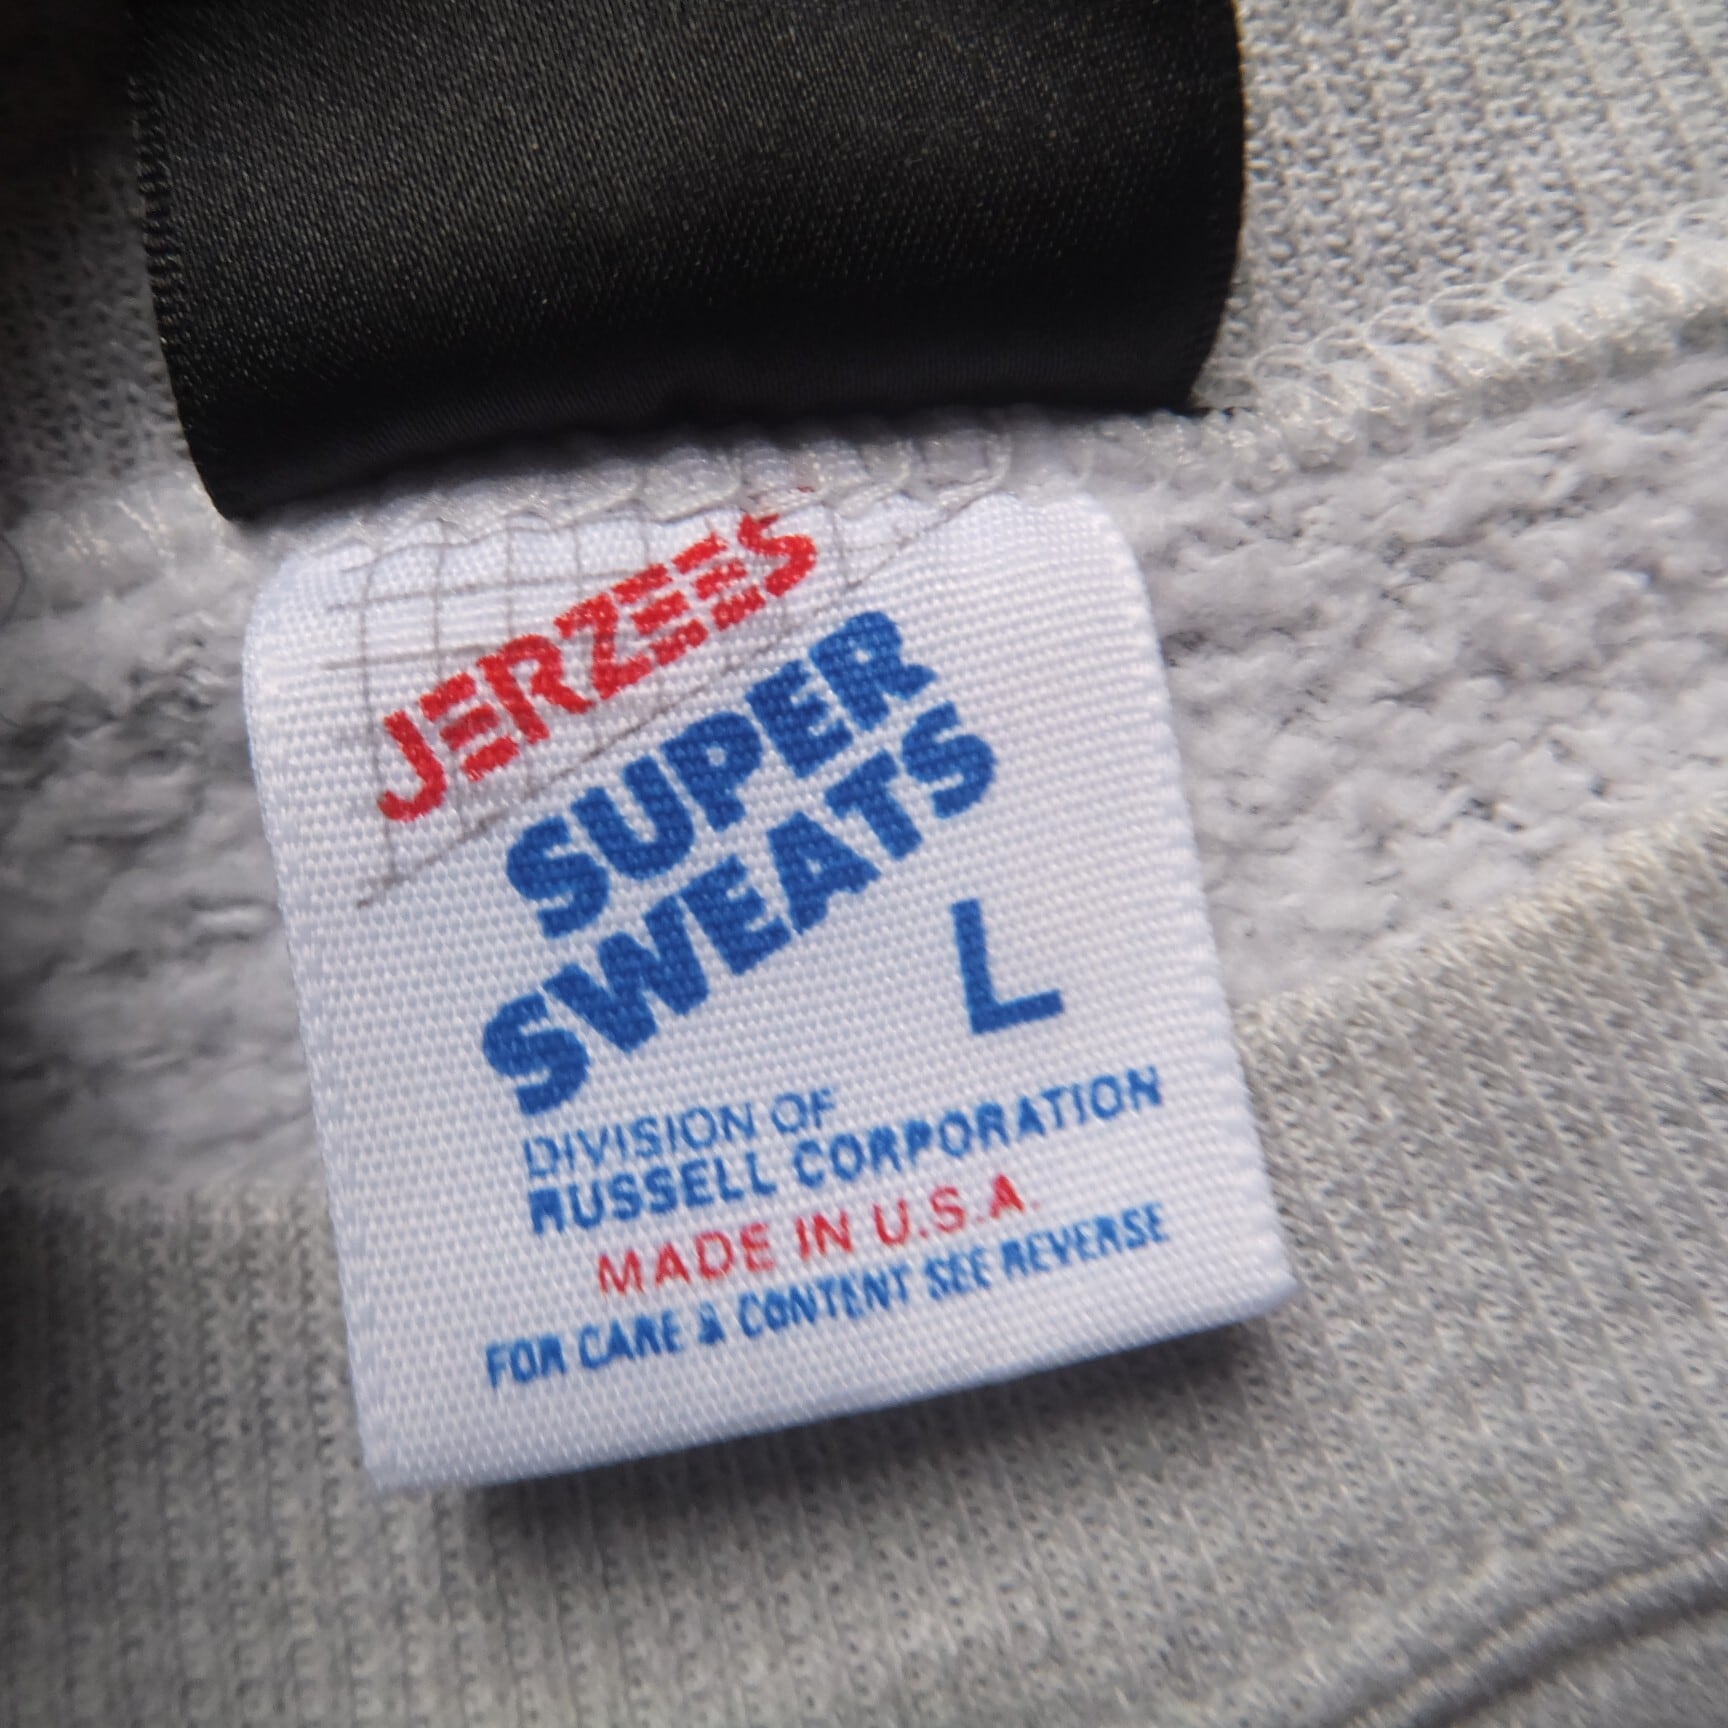 JERZEES
SUPER
SWEATS
L
DIVISION OF
RUSSELL CORPORATION
MADE IN U.S.A.
FOR CARE & CONTENT SEE REVERSE